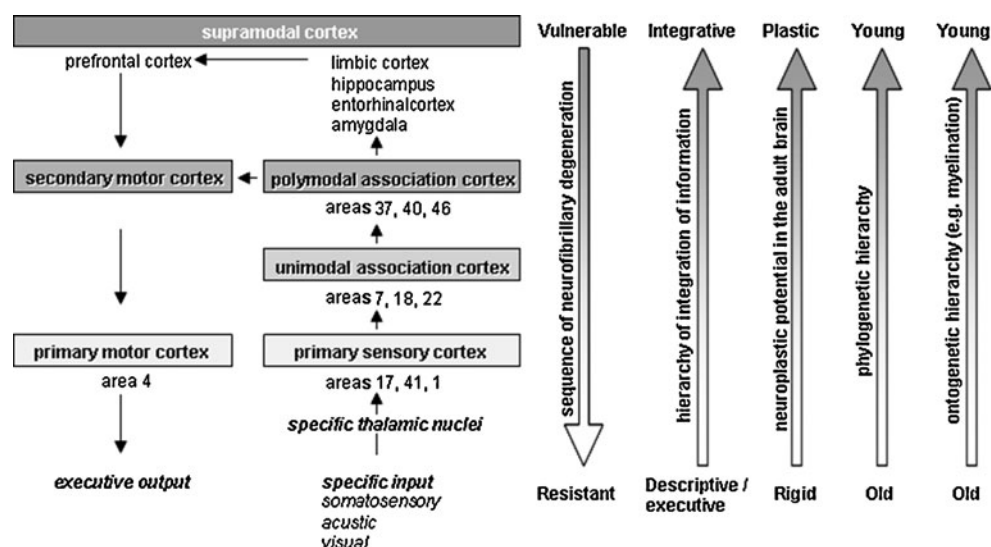 supramodal cortex
prefrontal cortex
limbic cortex
hippocampus
entorhinalcortex
amygdala
secondary motor cortex
polymodal association cortex
areas 37, 40, 46
unimodal association cortex
areas 7, 18, 22
primary motor cortex
primary sensory cortex
area 4
areas 17, 41, 1
specific thalamic nuclei
executive output
specific input
somatosensory
acustic
visual
Vulnerable
sequence of neurofibrillary degeneration
Resistant
Integrative
hierarchy of integration of information
Descriptive /
executive
Plastic
neuroplastic potential in the adult brain
Rigid
Young
phylogenetic hierarchy
Old
Young
ontogenetic hierarchy (e.g. myelination)
Old